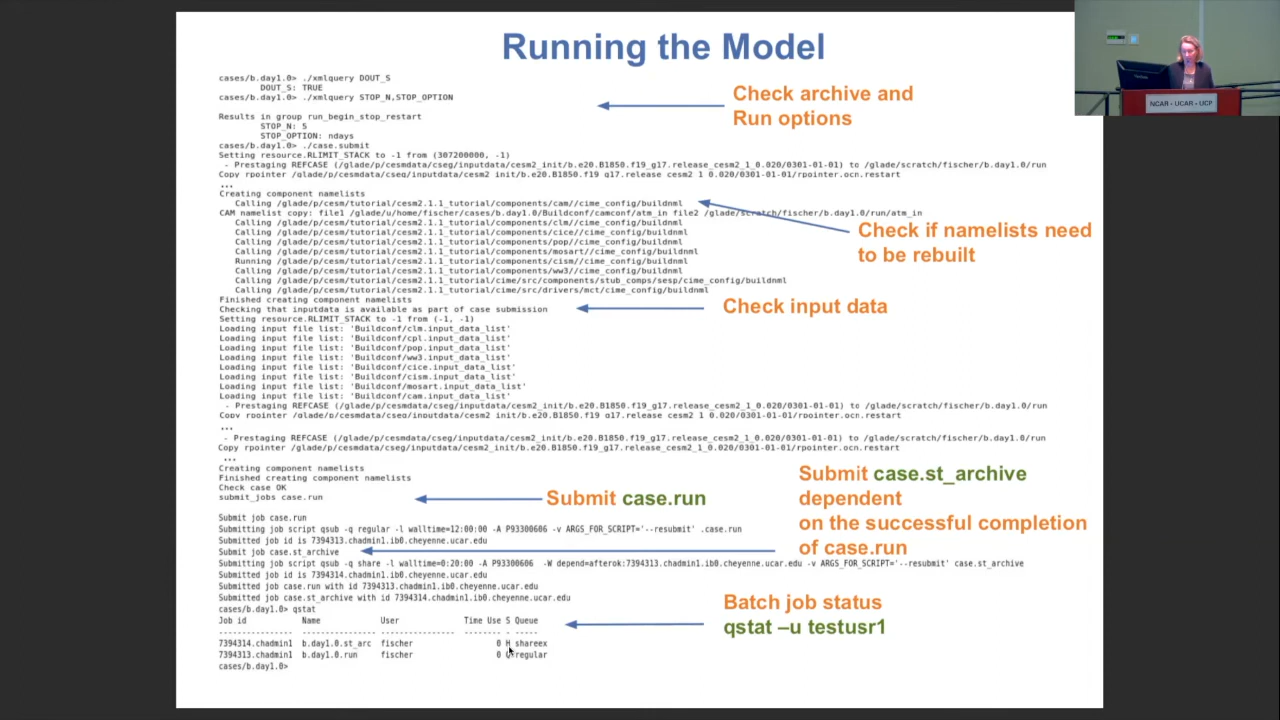 Running the Model
cases/b.day1.0> ./xmlquery DOUT_S
DOUT_S: TRUE
cases/b.day1.0> ./xmlquery STOP_N,STOP_OPTION
Check archive and
Run options
Results in group run_begin_stop_restart
STOP_N: 5
STOP_OPTION: ndays
cases/b.day1.0> ./case.submit
Setting resource.RLIMIT_STACK to -1 from (307200000, -1)
- Prestaging REFCASE (/glade/p/cesmdata/cseg/inputdata/cesm2_init/b.e20.B1850.f19_g17.release_cesm2_1_0.020/0301-01-01) to /glade/scratch/fischer/b.day1.0/run
Copy rpointer /glade/p/cesmdata/cseg/inputdata/cesm2_init/b.e20.B1850.f19_g17.release_cesm2_1_0.020/0301-01-01/rpointer.ocn.restart
...
Creating component namelists
Calling /glade/p/cesm/tutorial/cesm2.1.1_tutorial/components/cam//cime_config/buildnml
CAM namelist copy: file1 /glade/u/home/fischer/cases/b.day1.0/Buildconf/camconf/atm_in file2 /glade/scratch/fischer/b.day1.0/run/atm_in
Calling /glade/p/cesm/tutorial/cesm2.1.1_tutorial/components/clm//cime_config/buildnml
Calling /glade/p/cesm/tutorial/cesm2.1.1_tutorial/components/cice//cime_config/buildnml
Calling /glade/p/cesm/tutorial/cesm2.1.1_tutorial/components/pop//cime_config/buildnml
Calling /glade/p/cesm/tutorial/cesm2.1.1_tutorial/components/mosart//cime_config/buildnml
Running /glade/p/cesm/tutorial/cesm2.1.1_tutorial/components/cism//cime_config/buildnml
Calling /glade/p/cesm/tutorial/cesm2.1.1_tutorial/components/ww3//cime_config/buildnml
Calling /glade/p/cesm/tutorial/cesm2.1.1_tutorial/cime/src/components/stub_comps/sesp/cime_config/buildnml
Calling /glade/p/cesm/tutorial/cesm2.1.1_tutorial/cime/src/drivers/mct/cime_config/buildnml
Check if namelists need
to be rebuilt
Finished creating component namelists
Checking that inputdata is available as part of case submission
Check input data
Setting resource.RLIMIT_STACK to -1 from (-1, -1)
Loading input file list: 'Buildconf/clm.input_data_list'
Loading input file list: 'Buildconf/cpl.input_data_list'
Loading input file list: 'Buildconf/pop.input_data_list'
Loading input file list: 'Buildconf/ww3.input_data_list'
Loading input file list: 'Buildconf/cice.input_data_list'
Loading input file list: 'Buildconf/cism.input_data_list'
Loading input file list: 'Buildconf/mosart.input_data_list'
Loading input file list: 'Buildconf/cam.input_data_list'
- Prestaging REFCASE (/glade/p/cesmdata/cseg/inputdata/cesm2_init/b.e20.B1850.f19_g17.release_cesm2_1_0.020/0301-01-01) to /glade/scratch/fischer/b.day1.0/run
Copy rpointer /glade/p/cesmdata/cseg/inputdata/cesm2_init/b.e20.B1850.f19_g17.release_cesm2_1_0.020/0301-01-01/rpointer.ocn.restart
...
- Prestaging REFCASE (/glade/p/cesmdata/cseg/inputdata/cesm2_init/b.e20.B1850.f19_g17.release_cesm2_1_0.020/0301-01-01) to /glade/scratch/fischer/b.day1.0/run
Copy rpointer /glade/p/cesmdata/cseg/inputdata/cesm2_init/b.e20.B1850.f19_g17.release_cesm2_1_0.020/0301-01-01/rpointer.ocn.restart
...
Creating component namelists
Finished creating component namelists
Check case OK
submit_jobs case.run
Submit case.run
Submit case.st_archive
dependent
on the successful completion
of case.run
Submit job case.run
Submitting job script qsub -q regular -l walltime=12:00:00 -A P93300606 -v ARGS_FOR_SCRIPT='--resubmit' .case.run
Submitted job id is 7394313.chadmin1.ib0.cheyenne.ucar.edu
Submit job case.st_archive
Submitting job script qsub -q share -l walltime=0:20:00 -A P93300606 -W depend=afterok:7394313.chadmin1.ib0.cheyenne.ucar.edu -v ARGS_FOR_SCRIPT='--resubmit' case.st_archive
Submitted job id is 7394314.chadmin1.ib0.cheyenne.ucar.edu
Submitted job case.run with id 7394313.chadmin1.ib0.cheyenne.ucar.edu
Submitted job case.st_archive with id 7394314.chadmin1.ib0.cheyenne.ucar.edu
cases/b.day1.0> qstat
Batch job status
qstat –u testusr1
Job id Name User Time Use S Queue
---------------- ---------------- ---------------- -------- - -----
7394314.chadmin1 b.day1.0.st_arc fischer 0 H shareex
7394313.chadmin1 b.day1.0.run fischer 0 regular
cases/b.day1.0>
NCAR • UCAR • UCP